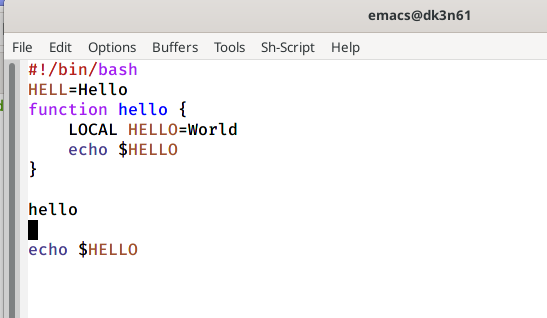 emacs@dk3n61
File Edit Options Buffers Tools Sh-Script Help
#!/bin/bash
HELL=Hello
function hello {
    LOCAL HELLO=World
    echo $HELLO
}
hello
echo $HELLO